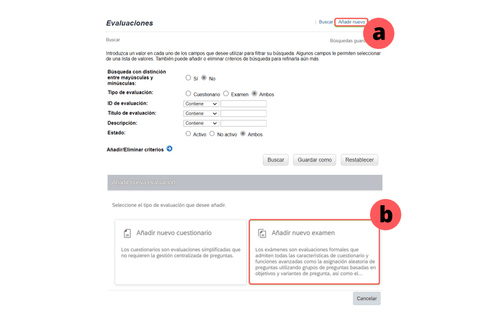 Evaluaciones
Buscar Añadir nuevo
a
Buscar Búsquedas
Introduzca un valor en cada uno de los campos que desee utilizar para filtrar su búsqueda. Algunos campos le permiten seleccionar
de una lista de valores. También puede añadir o eliminar criterios de búsqueda para refinarla aún más
Búsqueda con distinción
entre mayúsculas y
minúsculas:
Sí No
Tipo de evaluación: Cuestionario Examen Ambos
ID de evaluación: Contiene
Título de evaluación: Contiene
Descripción: Contiene
Estado: Activo No activo Ambos
Añadir/Eliminar criterios
Buscar Guardar como Restablecer
Seleccione el tipo de evaluación que desee añadir.
b
Añadir nuevo cuestionario
Los cuestionarios son evaluaciones simplificadas que
no requieren la gestión centralizada de preguntas.
Añadir nuevo examen
Los exámenes son evaluaciones formales que
admiten todas las características de cuestionario y
funciones avanzadas como la asignación aleatoria de
preguntas utilizando grupos de preguntas basadas en
objetivos y variantes de pregunta, así como el...
Cancelar